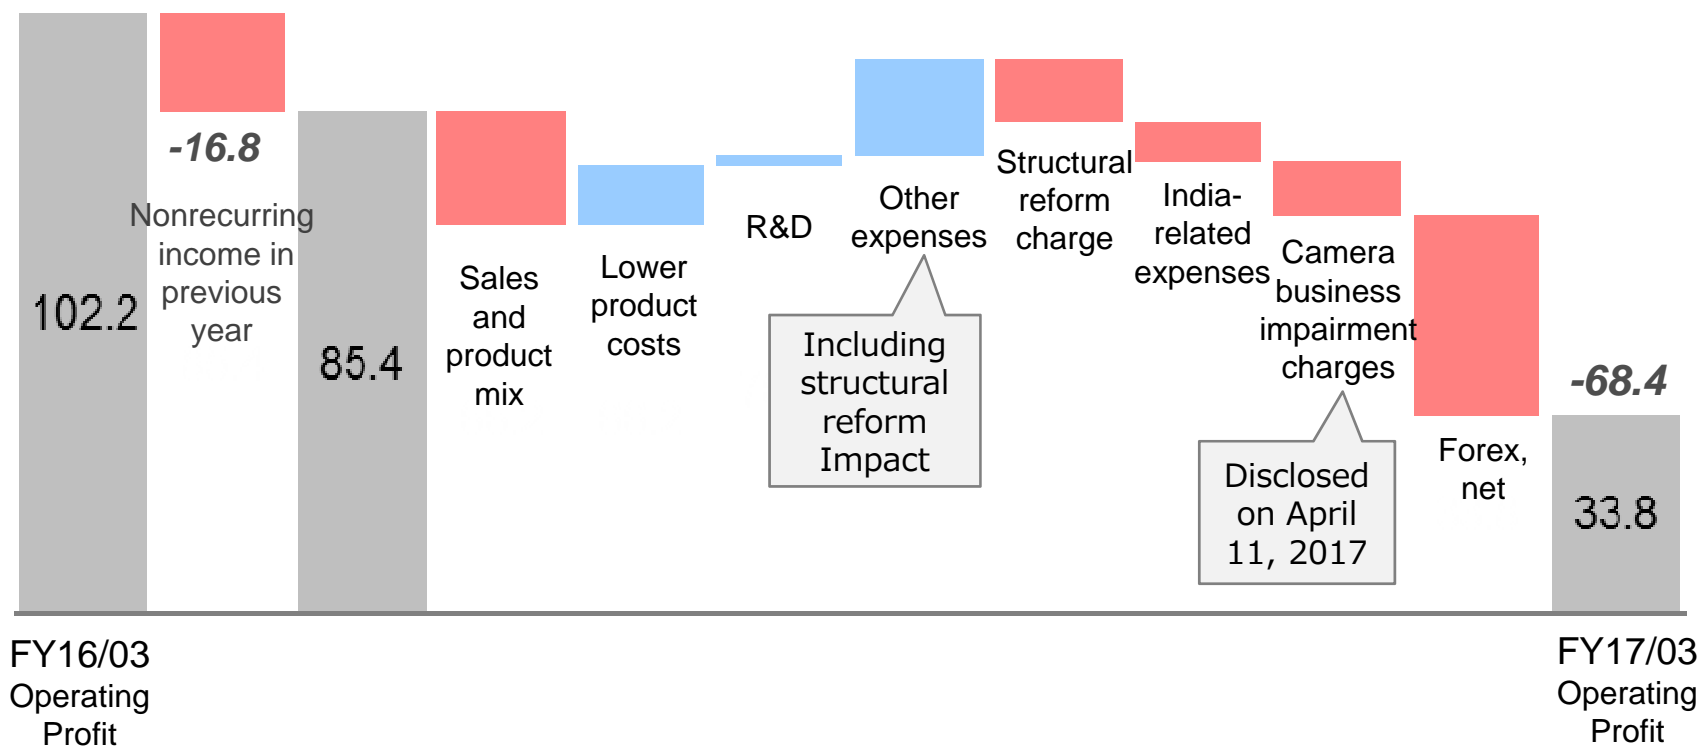 102.2
-16.8
Nonrecurring
income in
previous
year
85.4
Sales
and
product
mix
Lower
product
costs
R&D
Other
expenses
Including
structural
reform
Impact
Structural
reform
charge
India-
related
expenses
Camera
business
impairment
charges
Disclosed
on April
11, 2017
Forex,
net
-68.4
33.8
FY16/03
Operating
Profit
FY17/03
Operating
Profit